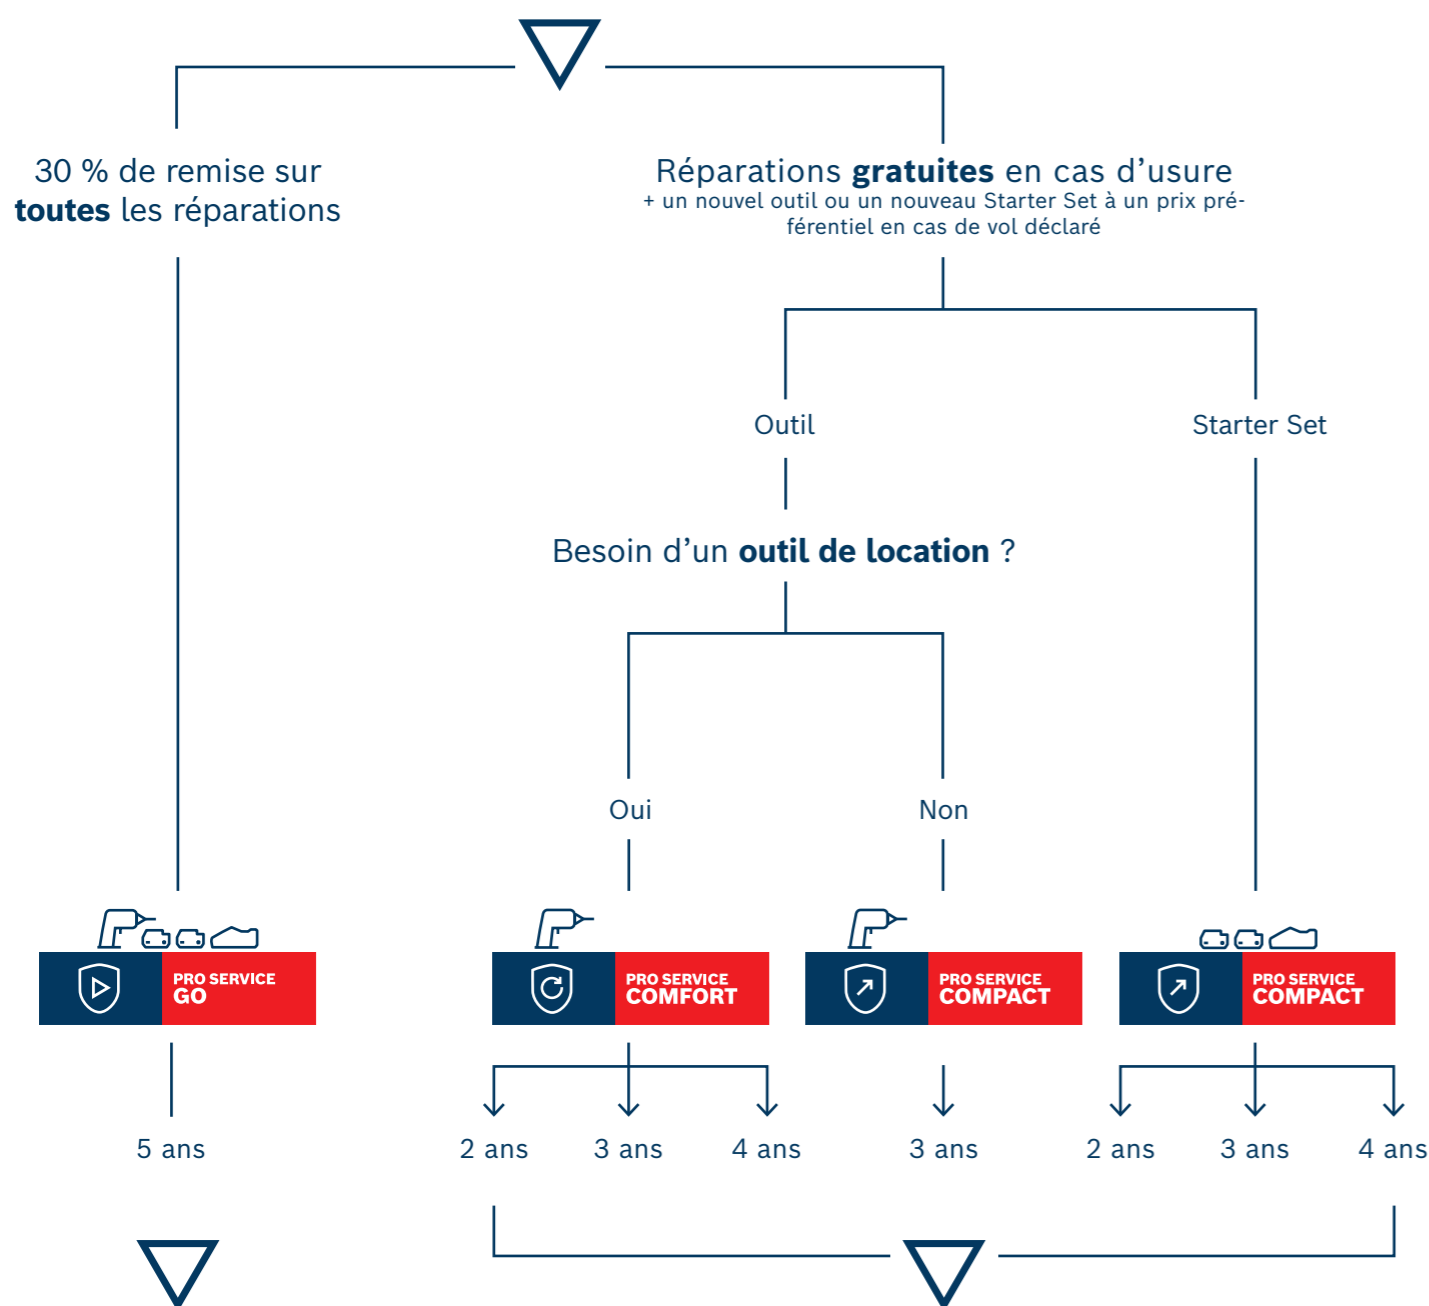 30 % de remise sur
toutes les réparations
Réparations gratuites en cas d’usure
+ un nouvel outil ou un nouveau Starter Set à un prix pré-
férentiel en cas de vol déclaré
Outil
Starter Set
Besoin d’un outil de location ?
Oui
Non
PRO SERVICE
GO
PRO SERVICE
COMFORT
PRO SERVICE
COMPACT
PRO SERVICE
COMPACT
5 ans
2 ans
3 ans
4 ans
3 ans
2 ans
3 ans
4 ans